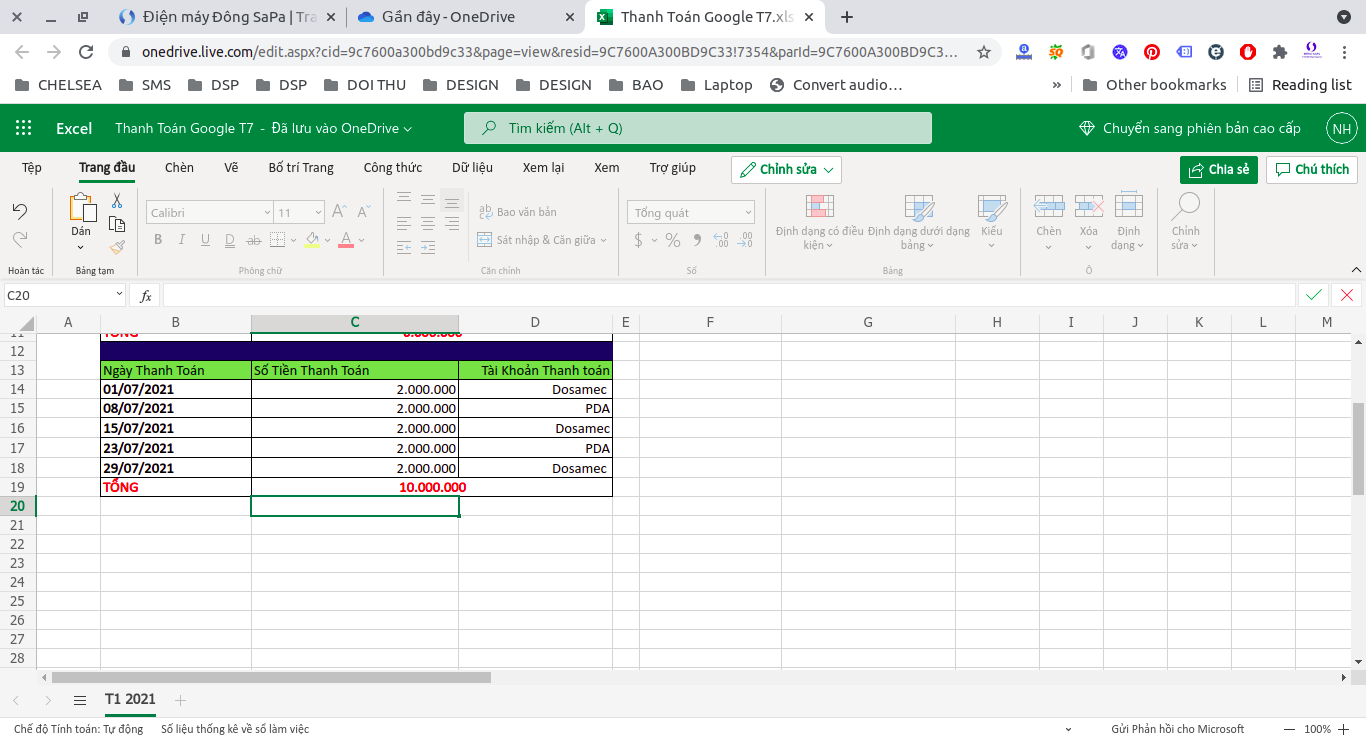 Điện máy Đông SaPa | Tra
Gần đây - OneDrive
Thanh Toán Google T7.xls
onedrive.live.com/edit.aspx?cid=9c7600a300bd9c33&page=view&resid=9C7600A300BD9C33!7354&parId=9C7600A300BD9C3...
CHELSEA SMS DSP DSP DOI THU DESIGN DESIGN BAO Laptop Convert audio... » Other bookmarks Reading list
Excel Thanh Toán Google T7 - Đã lưu vào OneDrive Tìm kiếm (Alt + Q) Chuyển sang phiên bản cao cấp NH
Tệp Trang đầu Chèn Vẽ Bố trí Trang Công thức Dữ liệu Xem lại Xem Trợ giúp Chỉnh sửa Chia sẻ Chú thích
Dán
Calibri 11 A A
B I U D ab A
Bao văn bản
Sát nhập & Căn giữa
Tổng quát
$ % 9 .00 .00
Định dạng có điều kiện
Định dạng dưới dạng bảng
Kiểu
Chèn
Xóa
Định dạng
Chỉnh sửa
Hoàn tác Bảng tạm Phông chữ Căn chỉnh Số Bảng Ô
C20 fx
A B C D E F G H I J K L M
11 TỔNG
12
13 Ngày Thanh Toán Số Tiền Thanh Toán Tài Khoản Thanh toán
14 01/07/2021 2.000.000 Dosamec
15 08/07/2021 2.000.000 PDA
16 15/07/2021 2.000.000 Dosamec
17 23/07/2021 2.000.000 PDA
18 29/07/2021 2.000.000 Dosamec
19 TỔNG 10.000.000
20
21
22
23
24
25
26
27
28
T1 2021
Chế độ Tính toán: Tự động Số liệu thống kê về sổ làm việc Gửi Phản hồi cho Microsoft 100%